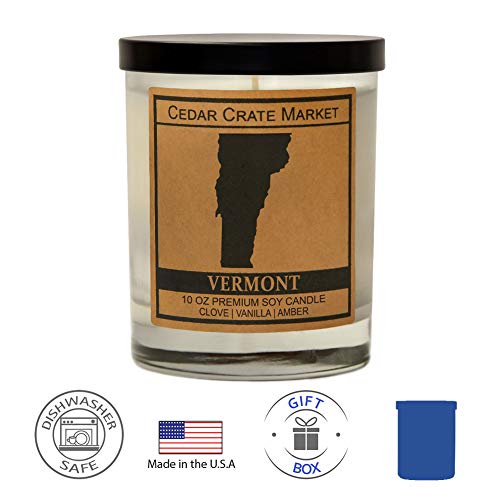 CEDAR CRATE MARKET
VERMONT
10 OZ PREMIUM SOY CANDLE
CLOVE | VANILLA | AMBER
DISHWASHER
SAFE
Made in the U.S.A
GIFT
BOX